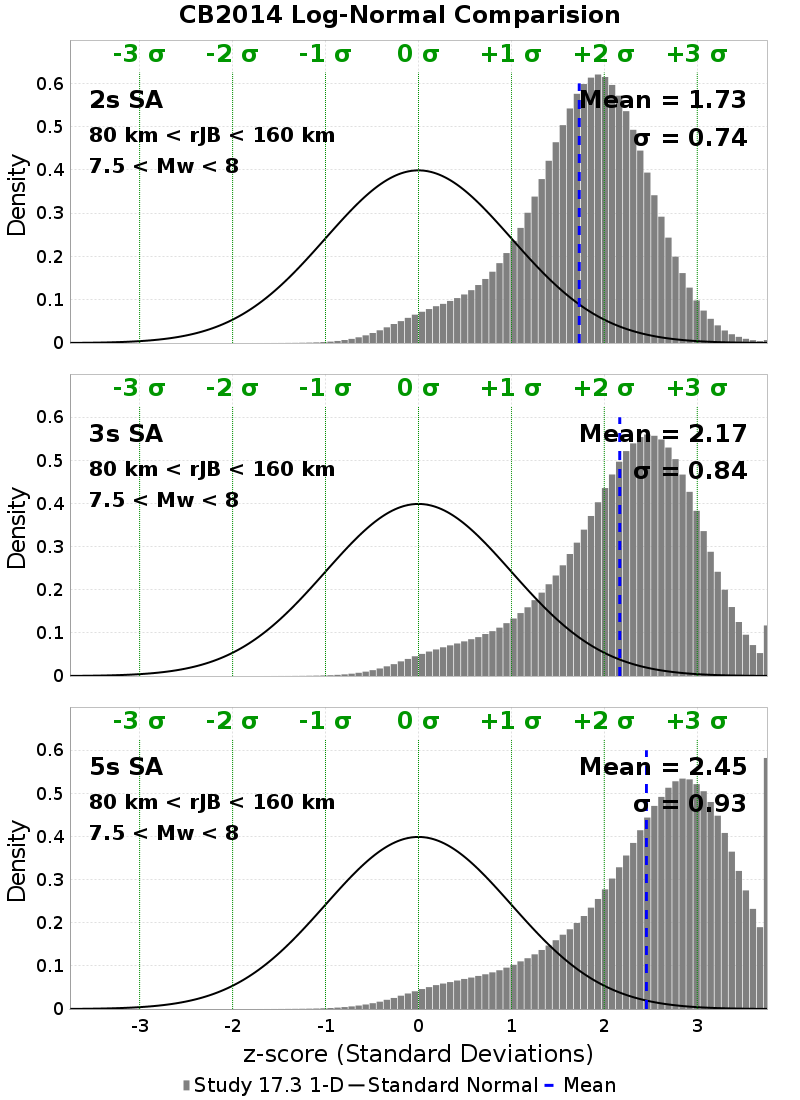 CB2014 Log-Normal Comparision
-3 σ -2 σ -1 σ 0 σ +1 σ +2 σ +3 σ
2s SA
Mean = 1.73
80 km < rJB < 160 km
σ = 0.74
7.5 < Mw < 8
Density
0.6
0.5
0.4
0.3
0.2
0.1
0
-3 σ -2 σ -1 σ 0 σ +1 σ +2 σ +3 σ
3s SA
Mean = 2.17
80 km < rJB < 160 km
σ = 0.84
7.5 < Mw < 8
Density
0.6
0.5
0.4
0.3
0.2
0.1
0
-3 σ -2 σ -1 σ 0 σ +1 σ +2 σ +3 σ
5s SA
Mean = 2.45
80 km < rJB < 160 km
σ = 0.93
7.5 < Mw < 8
Density
0.6
0.5
0.4
0.3
0.2
0.1
0
-3 -2 -1 0 1 2 3
z-score (Standard Deviations)
Study 17.3 1-D Standard Normal Mean